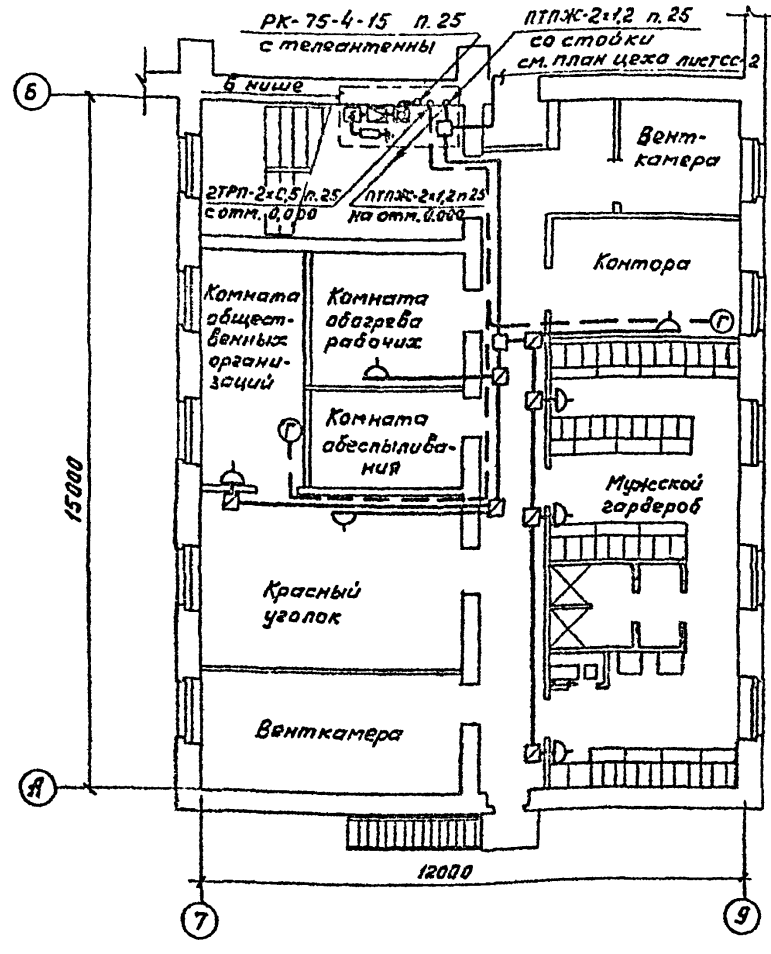 РК-75-4-15 п.25
с телеантенны
ПТПЖ-2×1,2 п.25
со стойки
см. план цеха лист СС-2
Б
В нише
Вент-
камера
2ТРП-2×0,5 п.25
с отм. 0.000
ПТПЖ-2×1,2 п25
на отм. 0.000
Контора
Комната
общест-
венных
органи-
заций
Комната
обогрева
рабочих
Г
Комната
обеспылива-
ния
Г
15000
Мужской
гардероб
Красный
уголок
Венткамера
А
12000
7
9